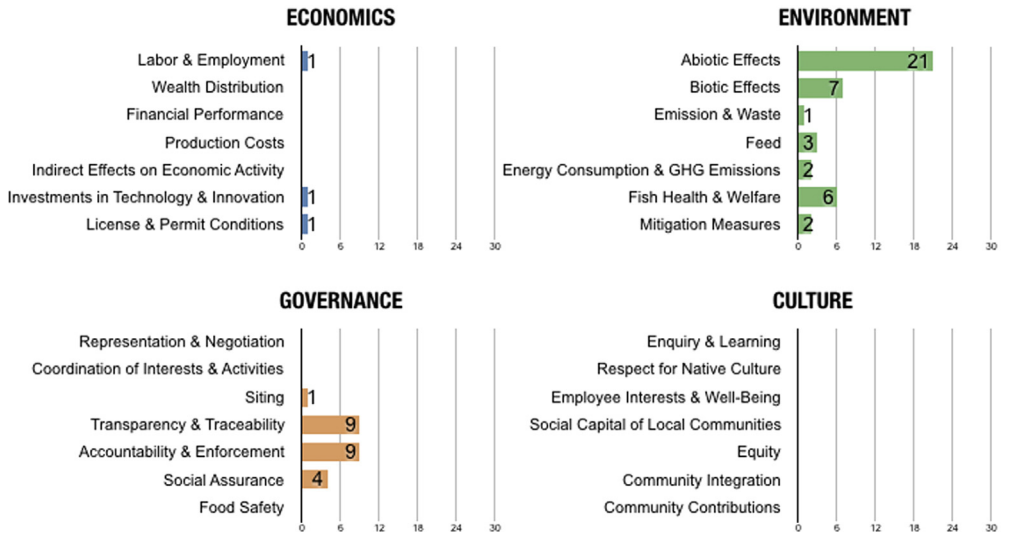 ECONOMICS
Labor & Employment 1
Wealth Distribution
Financial Performance
Production Costs
Indirect Effects on Economic Activity
Investments in Technology & Innovation 1
License & Permit Conditions 1
0 6 12 18 24 30
ENVIRONMENT
Abiotic Effects 21
Biotic Effects 7
Emission & Waste 1
Feed 3
Energy Consumption & GHG Emissions 2
Fish Health & Welfare 6
Mitigation Measures 2
0 6 12 18 24 30
GOVERNANCE
Representation & Negotiation
Coordination of Interests & Activities
Siting 1
Transparency & Traceability 9
Accountability & Enforcement 9
Social Assurance 4
Food Safety
0 6 12 18 24 30
CULTURE
Enquiry & Learning
Respect for Native Culture
Employee Interests & Well-Being
Social Capital of Local Communities
Equity
Community Integration
Community Contributions
0 6 12 18 24 30